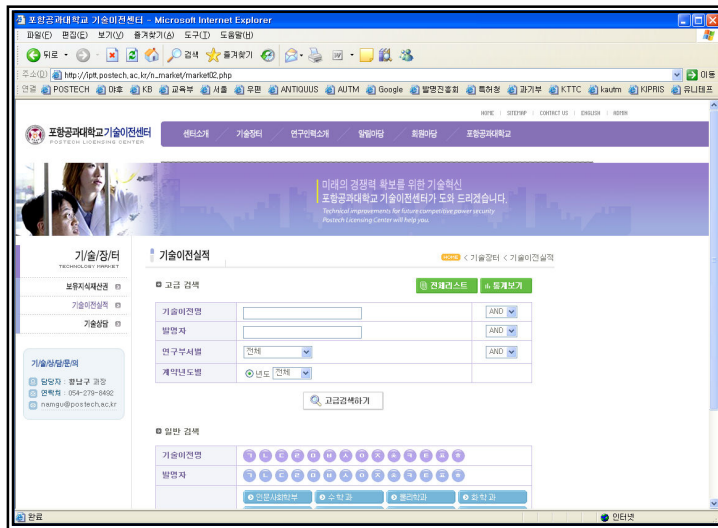 포항공과대학교 기술이전센터 - Microsoft Internet Explorer
파일(F) 편집(E) 보기(V) 즐겨찾기(A) 도구(T) 도움말(H)
뒤로 검색 즐겨찾기
주소(D) http://iptt.postech.ac.kr/n_market/market02.php 이동
연결 POSTECH 야후 KB 교육부 서울 우편 ANTIQUUS AUTM Google 발명진흥회 특허청 과기부 KTTC kautm KIPRIS 유니테프
HOME | SITEMAP | CONTACT US | ENGLISH | ADMIN
포항공과대학교기술이전센터
POSTECH LICENSING CENTER
센터소개 기술장터 연구인력소개 알림마당 회원마당 포항공과대학교
미래의 경쟁력 확보를 위한 기술혁신
포항공과대학교 기술이전센터가 도와 드리겠습니다.
Technical improvements for future competitive power security
Postech Licensing Center will help you.
기/술/장/터
TECHNOLOGY MARKET
보유지식재산권
기술이전실적
기술상담
기/술/상/담/문/의
담당자 : 황남구 과장
연락처 : 054-279-8492
namgu@postech.ac.kr
기술이전실적
HOME < 기술장터 < 기술이전실적
고급 검색 전체리스트 통계보기
기술이전명 AND
발명자 AND
연구부서별 전체 AND
계약년도별 년도 전체
고급검색하기
일반 검색
기술이전명 ㄱ ㄴ ㄷ ㄹ ㅁ ㅂ ㅅ ㅇ ㅈ ㅊ ㅋ ㅌ ㅍ ㅎ
발명자 ㄱ ㄴ ㄷ ㄹ ㅁ ㅂ ㅅ ㅇ ㅈ ㅊ ㅋ ㅌ ㅍ ㅎ
인문사회학부 수학과 물리학과 화학과
완료 인터넷